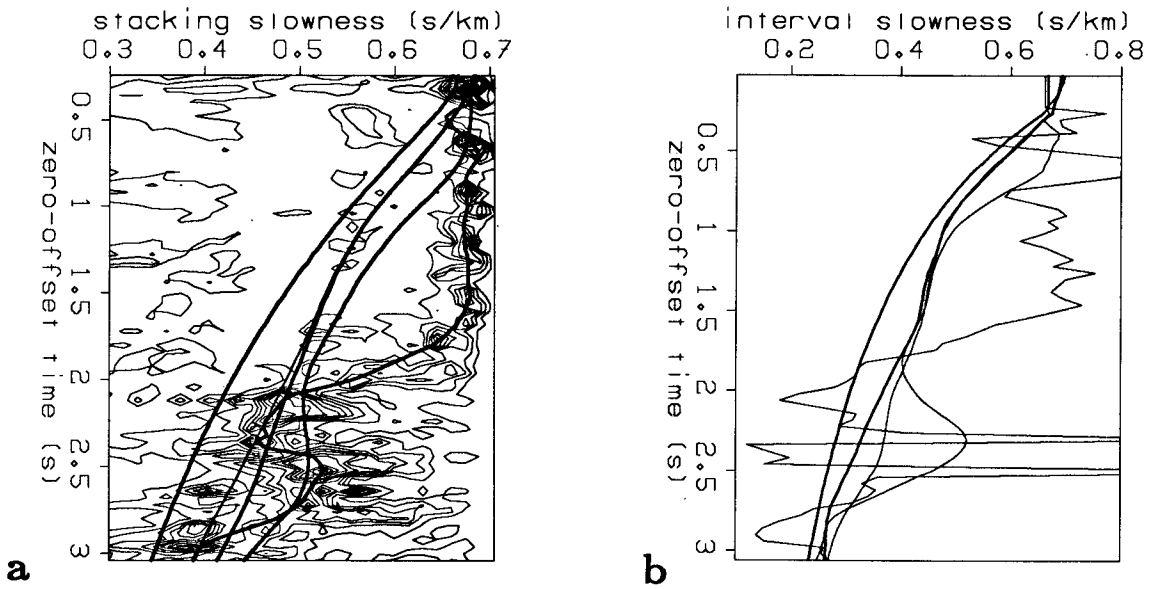 stacking slowness (s/km)
0.3 0.4 0.5 0.6 0.7
zero-offset time (s)
0.5
1
1.5
2
2.5
3
a
interval slowness (s/km)
0.2 0.4 0.6 0.8
zero-offset time (s)
0.5
1
1.5
2
2.5
3
b